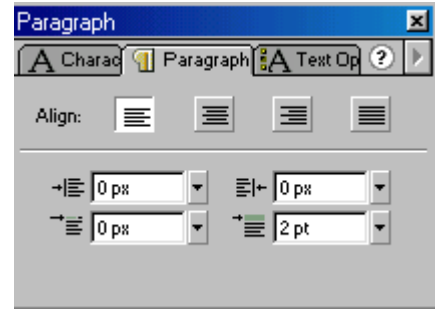 Paragraph
A Charac ¶ Paragraph A Text Op ?
Align:
0 px 0 px
0 px 2 pt